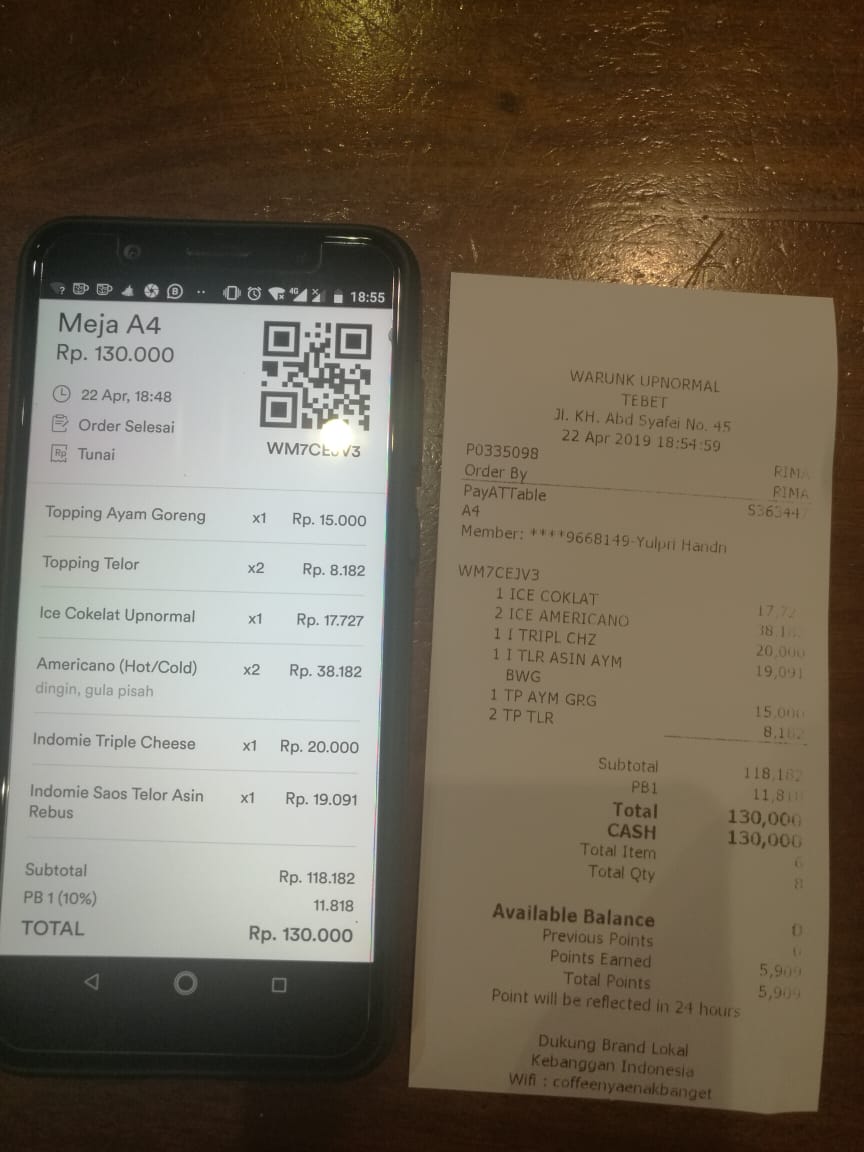 18:55
Meja A4
Rp. 130.000
22 Apr, 18:48
Order Selesai
Rp Tunai
WM7CEJV3
Topping Ayam Goreng x1 Rp. 15.000
Topping Telor x2 Rp. 8.182
Ice Cokelat Upnormal x1 Rp. 17.727
Americano (Hot/Cold) x2 Rp. 38.182
dingin, gula pisah
Indomie Triple Cheese x1 Rp. 20.000
Indomie Saos Telor Asin x1 Rp. 19.091
Rebus
Subtotal Rp. 118.182
PB 1 (10%) 11.818
TOTAL Rp. 130.000
WARUNK UPNORMAL
TEBET
Jl. KH. Abd Syafei No. 45
22 Apr 2019 18:54:59
P0335098 RIMA
Order By RIMA
PayATTable S363447
A4
Member: ****9668149-Yulpri Handri
WM7CEJV3
1 ICE COKLAT 17,72
2 ICE AMERICANO 38,18
1 I TRIPL CHZ 20,000
1 I TLR ASIN AYM 19,091
BWG
1 TP AYM GRG 15,000
2 TP TLR 8,182
Subtotal 118,182
PB1 11,818
Total 130,000
CASH 130,000
Total Item 6
Total Qty 8
Available Balance 0
Previous Points 0
Points Earned 5,909
Total Points 5,909
Point will be reflected in 24 hours
Dukung Brand Lokal
Kebanggan Indonesia
Wifi : coffeenyaenakbanget